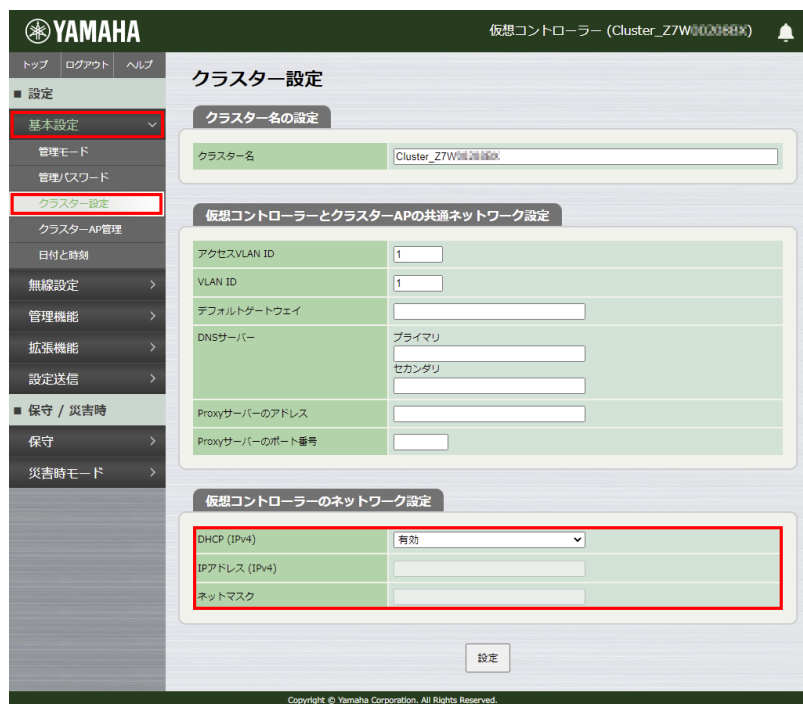 YAMAHA
仮想コントローラー (Cluster_Z7W
トップ ログアウト ヘルプ
■ 設定
基本設定
管理モード
管理パスワード
クラスター設定
クラスターAP管理
日付と時刻
無線設定
管理機能
拡張機能
設定送信
■ 保守 / 災害時
保守
災害時モード
クラスター設定
クラスター名の設定
クラスター名 Cluster_Z7W
仮想コントローラーとクラスターAPの共通ネットワーク設定
アクセスVLAN ID 1
VLAN ID 1
デフォルトゲートウェイ
DNSサーバー プライマリ
セカンダリ
Proxyサーバーのアドレス
Proxyサーバーのポート番号
仮想コントローラーのネットワーク設定
DHCP (IPv4) 有効
IPアドレス (IPv4)
ネットマスク
設定
Copyright © Yamaha Corporation. All Rights Reserved.